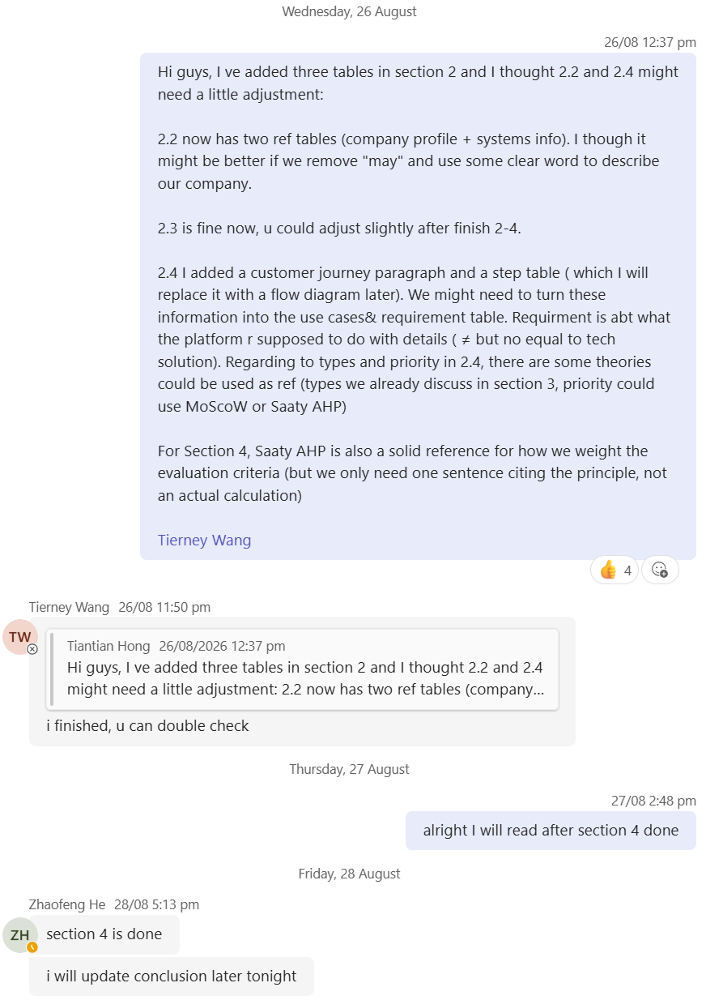 Wednesday, 26 August
26/08 12:37 pm
Hi guys, I ve added three tables in section 2 and I thought 2.2 and 2.4 might
need a little adjustment:
2.2 now has two ref tables (company profile + systems info). I though it
might be better if we remove "may" and use some clear word to describe
our company.
2.3 is fine now, u could adjust slightly after finish 2-4.
2.4 I added a customer journey paragraph and a step table ( which I will
replace it with a flow diagram later). We might need to turn these
information into the use cases& requirement table. Requirment is abt what
the platform r supposed to do with details ( ≠ but no equal to tech
solution). Regarding to types and priority in 2.4, there are some theories
could be used as ref (types we already discuss in section 3, priority could
use MoScoW or Saaty AHP)
For Section 4, Saaty AHP is also a solid reference for how we weight the
evaluation criteria (but we only need one sentence citing the principle, not
an actual calculation)
Tierney Wang
4
Tierney Wang 26/08 11:50 pm
TW
Tiantian Hong 26/08/2026 12:37 pm
Hi guys, I ve added three tables in section 2 and I thought 2.2 and 2.4
might need a little adjustment: 2.2 now has two ref tables (company...
i finished, u can double check
Thursday, 27 August
27/08 2:48 pm
alright I will read after section 4 done
Friday, 28 August
Zhaofeng He 28/08 5:13 pm
ZH
section 4 is done
i will update conclusion later tonight